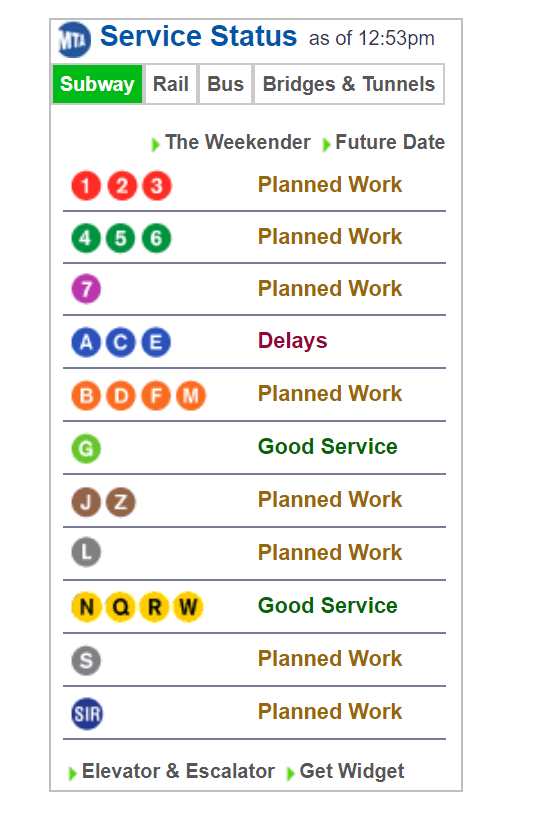 MTA Service Status as of 12:53pm
Subway Rail Bus Bridges & Tunnels
The Weekender Future Date
1 2 3 Planned Work
4 5 6 Planned Work
7 Planned Work
A C E Delays
B D F M Planned Work
G Good Service
J Z Planned Work
L Planned Work
N Q R W Good Service
S Planned Work
SIR Planned Work
Elevator & Escalator Get Widget